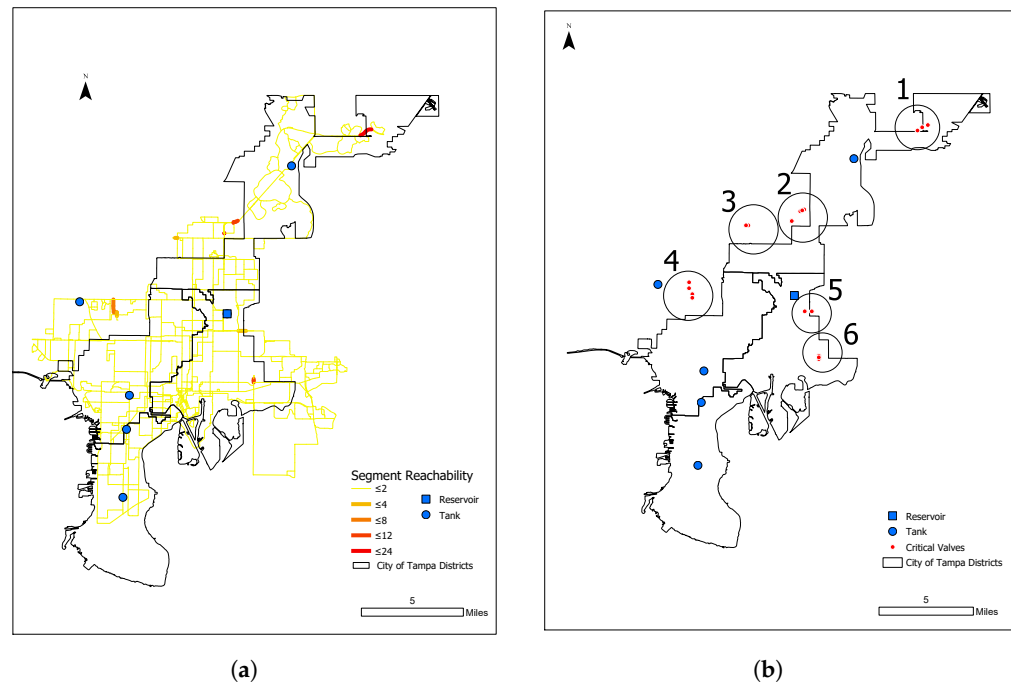 N
Segment Reachability
≤2
≤4
≤8
≤12
≤24
City of Tampa Districts
Reservoir
Tank
5
Miles
(a)
N
1
2
3
4
5
6
Reservoir
Tank
Critical Valves
City of Tampa Districts
5
Miles
(b)